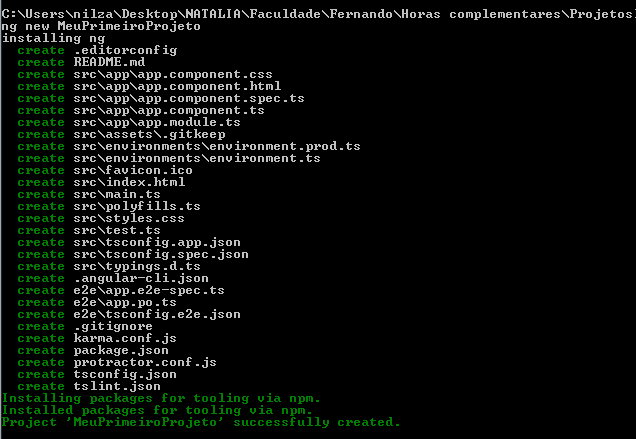 C:\Users\nilza\Desktop\NATALIA\Faculdade\Fernando\Horas complementares\Projetos>
ng new MeuPrimeiroProjeto
installing ng
create .editorconfig
create README.md
create src\app\app.component.css
create src\app\app.component.html
create src\app\app.component.spec.ts
create src\app\app.component.ts
create src\app\app.module.ts
create src\assets\.gitkeep
create src\environments\environment.prod.ts
create src\environments\environment.ts
create src\favicon.ico
create src\index.html
create src\main.ts
create src\polyfills.ts
create src\styles.css
create src\test.ts
create src\tsconfig.app.json
create src\tsconfig.spec.json
create src\typings.d.ts
create .angular-cli.json
create e2e\app.e2e-spec.ts
create e2e\app.po.ts
create e2e\tsconfig.e2e.json
create .gitignore
create karma.conf.js
create package.json
create protractor.conf.js
create tsconfig.json
create tslint.json
Installing packages for tooling via npm.
Installed packages for tooling via npm.
Project 'MeuPrimeiroProjeto' successfully created.